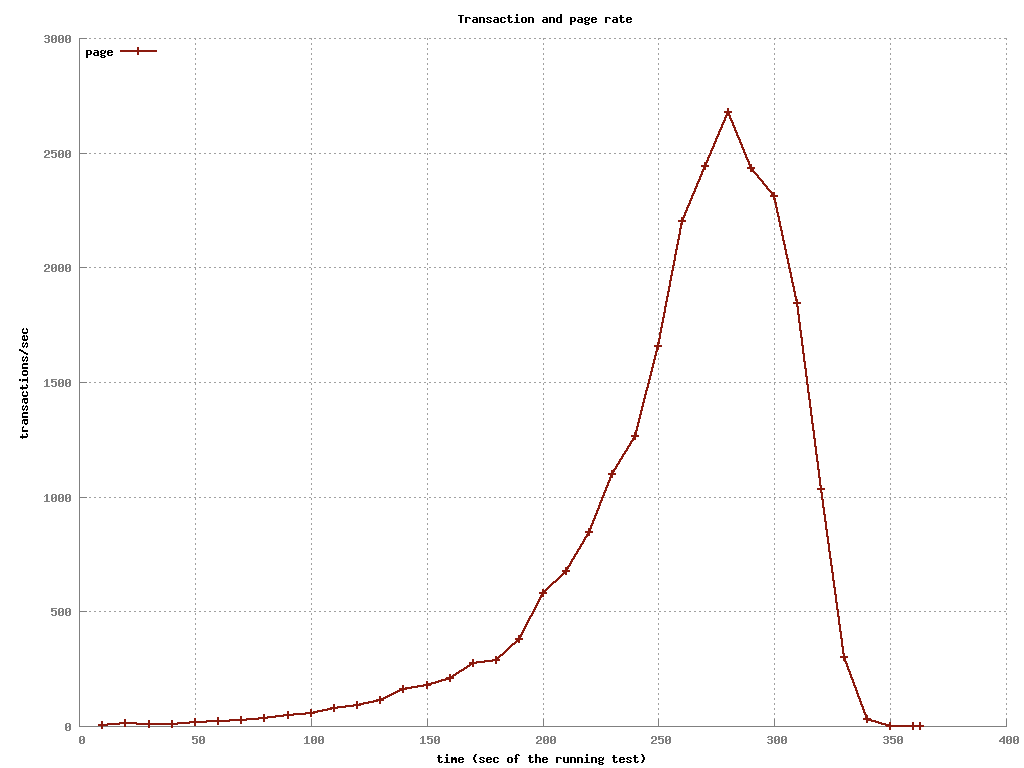 Transaction and page rate
page
3000
2500
2000
1500
1000
500
0
transactions/sec
0 50 100 150 200 250 300 350 400
time (sec of the running test)